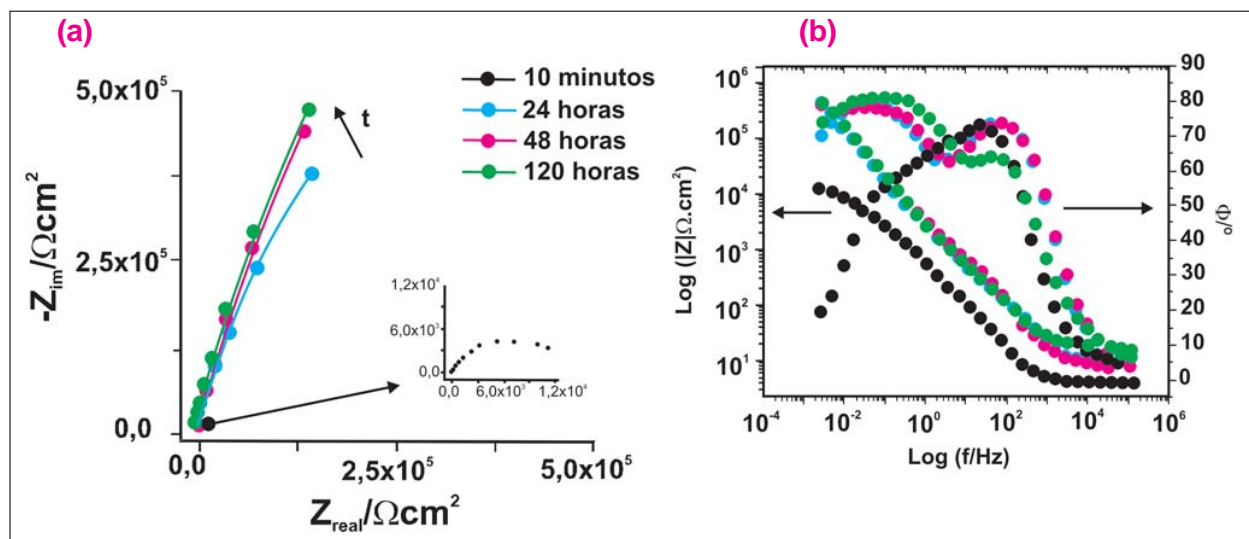 (a)
-Z_im/Ωcm²
5,0x10⁵
2,5x10⁵
0,0
0,0
2,5x10⁵
5,0x10⁵
Z_real/Ωcm²
10 minutos
24 horas
48 horas
120 horas
t
1,2x10⁴
6,0x10³
0,0
0,0
6,0x10³
1,2x10⁴
(b)
Log (|Z|Ω.cm²)
10⁶
10⁵
10⁴
10³
10²
10¹
10⁻⁴
10⁻²
10⁰
10²
10⁴
10⁶
Log (f/Hz)
90
80
70
60
50
40
30
20
10
0
Φ/º